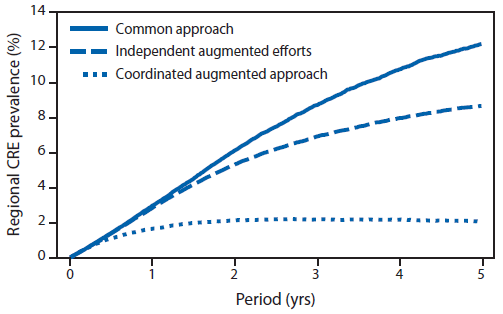 14
12
10
8
6
4
2
0
Regional CRE prevalence (%)
Common approach
Independent augmented efforts
Coordinated augmented approach
0 1 2 3 4 5
Period (yrs)